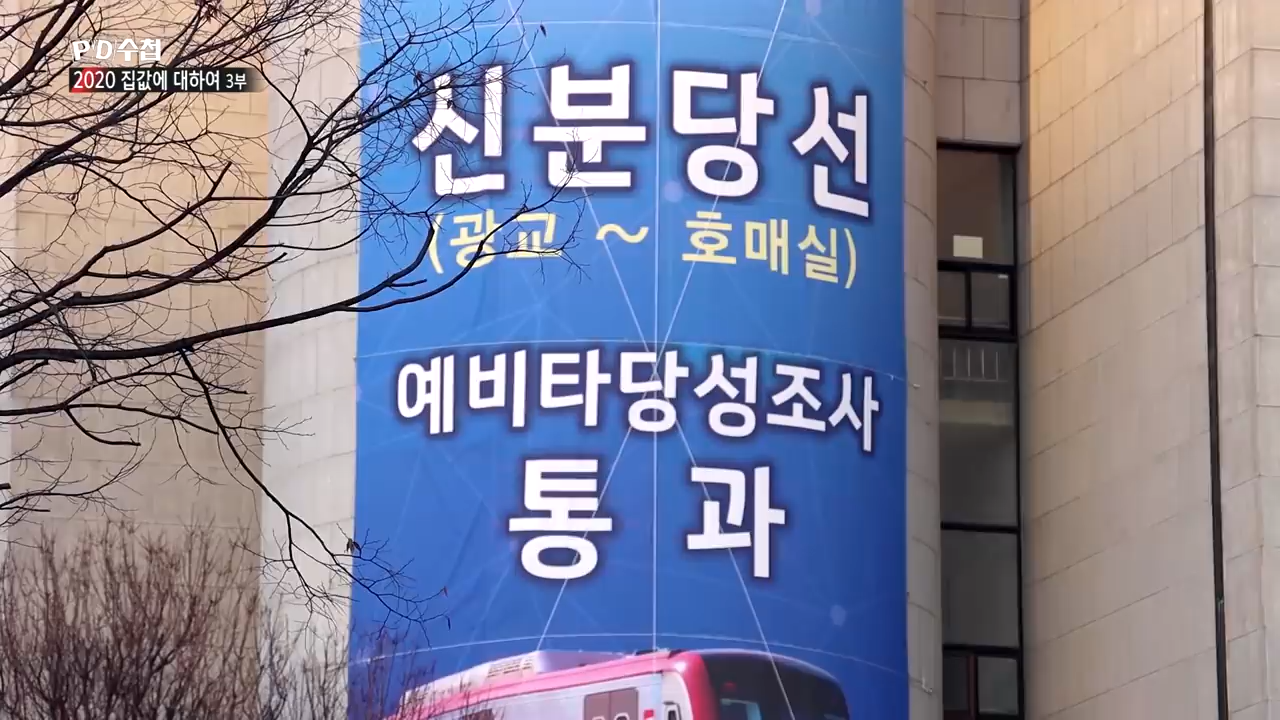 PD수첩
2020 집값에 대하여 3부
신분당선
(광교 ~ 호매실)
예비타당성조사
통과